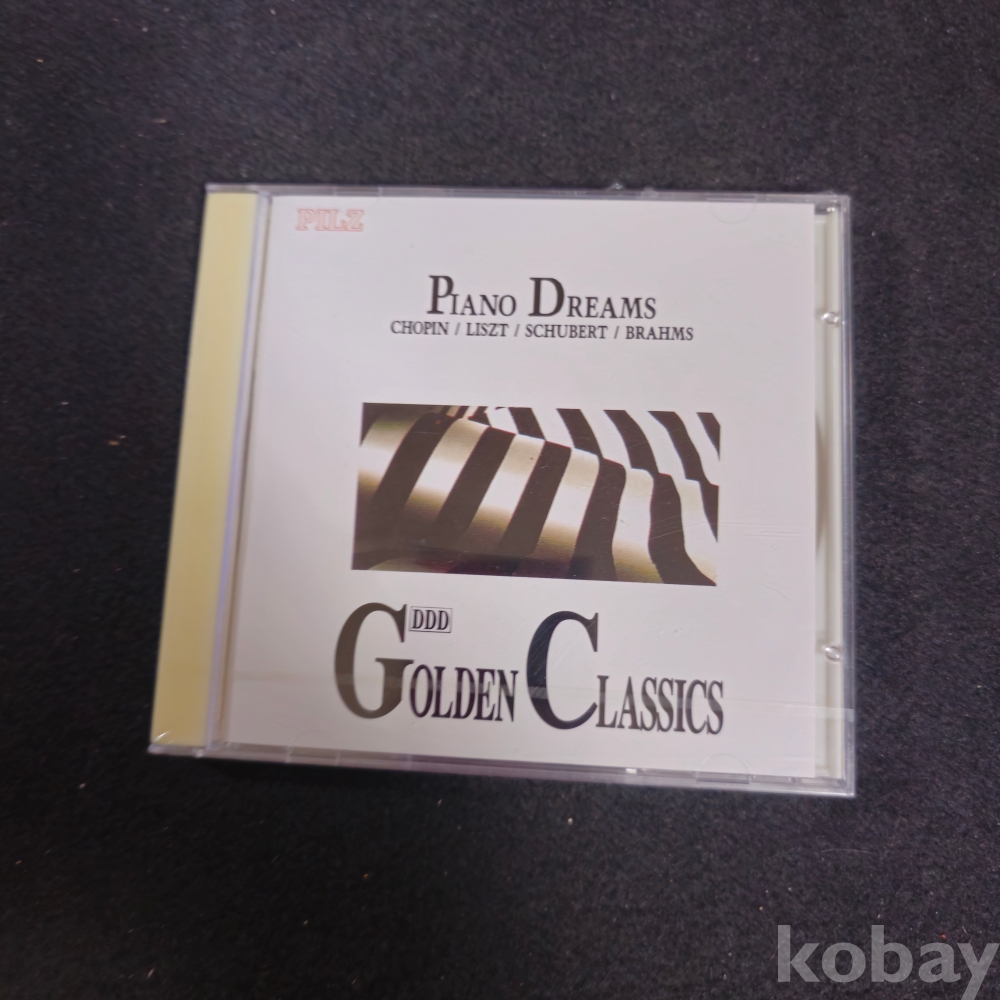 PILZ
PIANO DREAMS
CHOPIN / LISZT / SCHUBERT / BRAHMS
DDD
GOLDEN CLASSICS
kobay